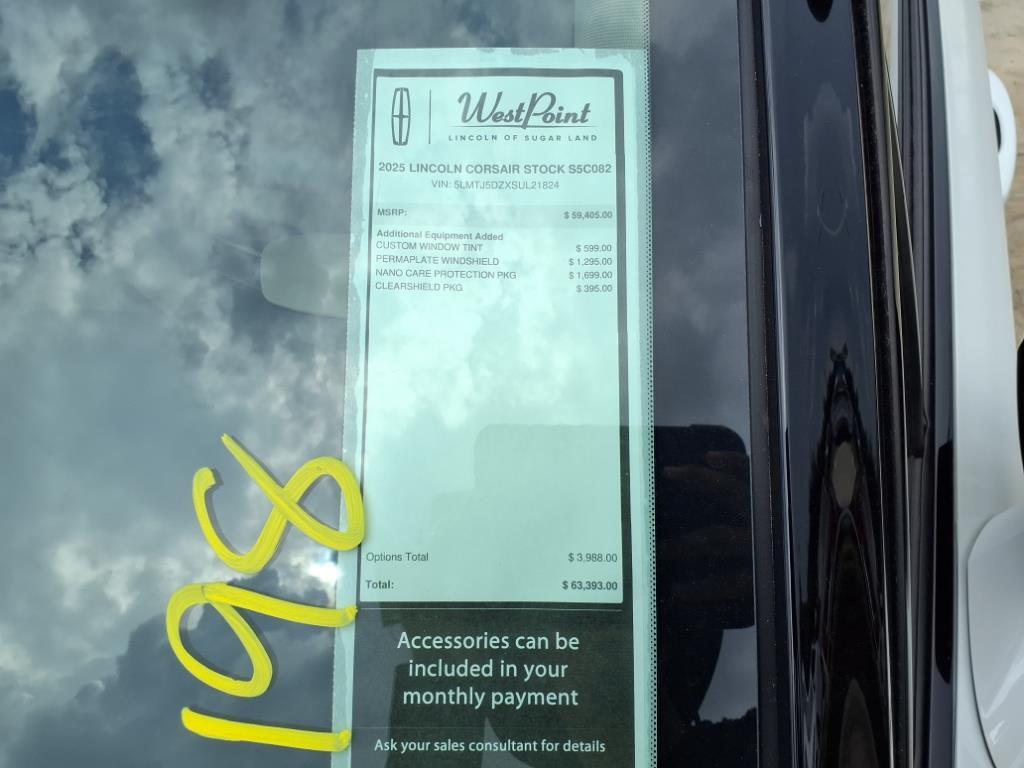 WestPoint
LINCOLN OF SUGAR LAND
2025 LINCOLN CORSAIR STOCK S5C082
VIN: 5LMTJ5DZXSUL21824
MSRP: $ 59,405.00
Additional Equipment Added
CUSTOM WINDOW TINT $ 599.00
PERMAPLATE WINDSHIELD $ 1,295.00
NANO CARE PROTECTION PKG $ 1,699.00
CLEARSHIELD PKG $ 395.00
Options Total $ 3,988.00
Total: $ 63,393.00
Accessories can be
included in your
monthly payment
Ask your sales consultant for details
198